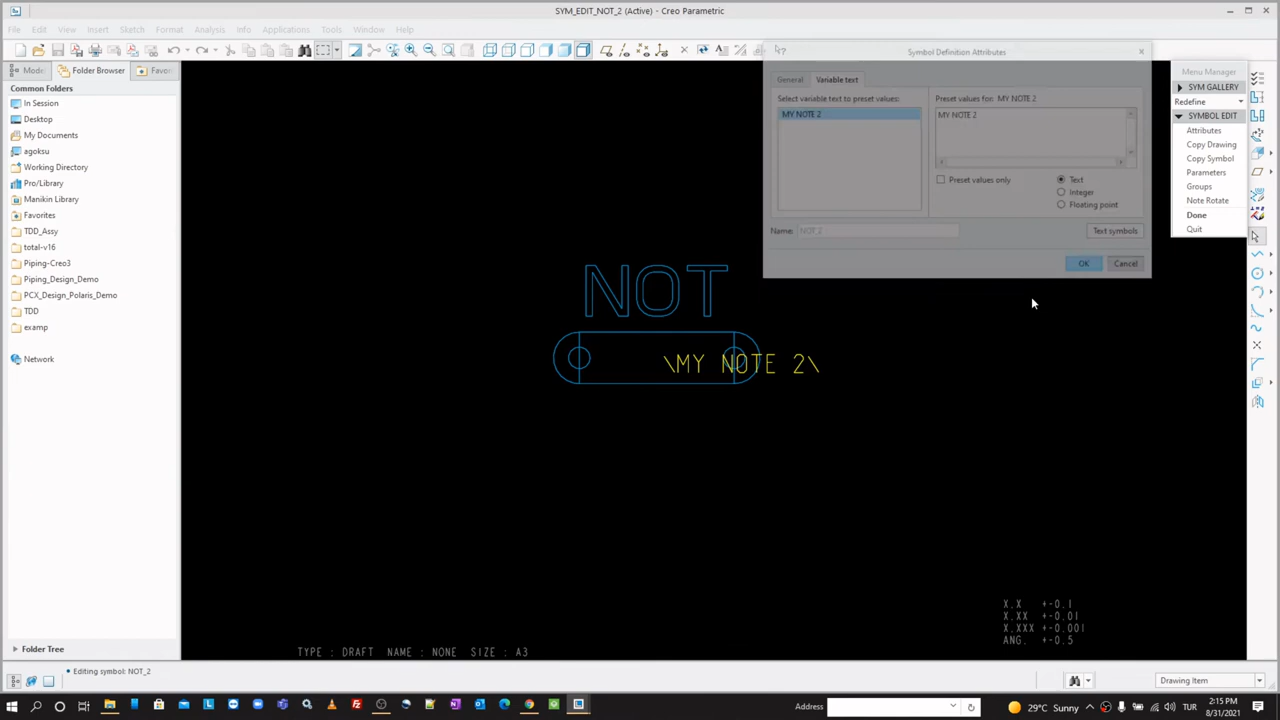 SYM_EDIT_NOT_2 (Active) - Creo Parametric
File Edit View Insert Sketch Format Analysis Info Applications Tools Window Help
Mode Folder Browser Favor
Common Folders
In Session
Desktop
My Documents
agoksu
Working Directory
Pro/Library
Manikin Library
Favorites
TDD_Assy
total-v16
Piping-Creo3
Piping_Design_Demo
PCX_Design_Polaris_Demo
TDD
examp
Network
Folder Tree
Symbol Definition Attributes
General Variable text
Select variable text to preset values:
MY NOTE 2
Preset values for: MY NOTE 2
MY NOTE 2
Preset values only
Text
Integer
Floating point
Name: NOT_2
Text symbols
OK Cancel
Menu Manager
SYM GALLERY
Redefine
SYMBOL EDIT
Attributes
Copy Drawing
Copy Symbol
Parameters
Groups
Note Rotate
Done
Quit
NOT
\MY NOTE 2\
X.X +-0.1
X.XX +-0.01
X.XXX +-0.001
ANG. +-0.5
TYPE : DRAFT NAME : NONE SIZE : A3
Editing symbol: NOT_2
Drawing Item
Address
29°C Sunny
TUR
2:15 PM
8/31/2021